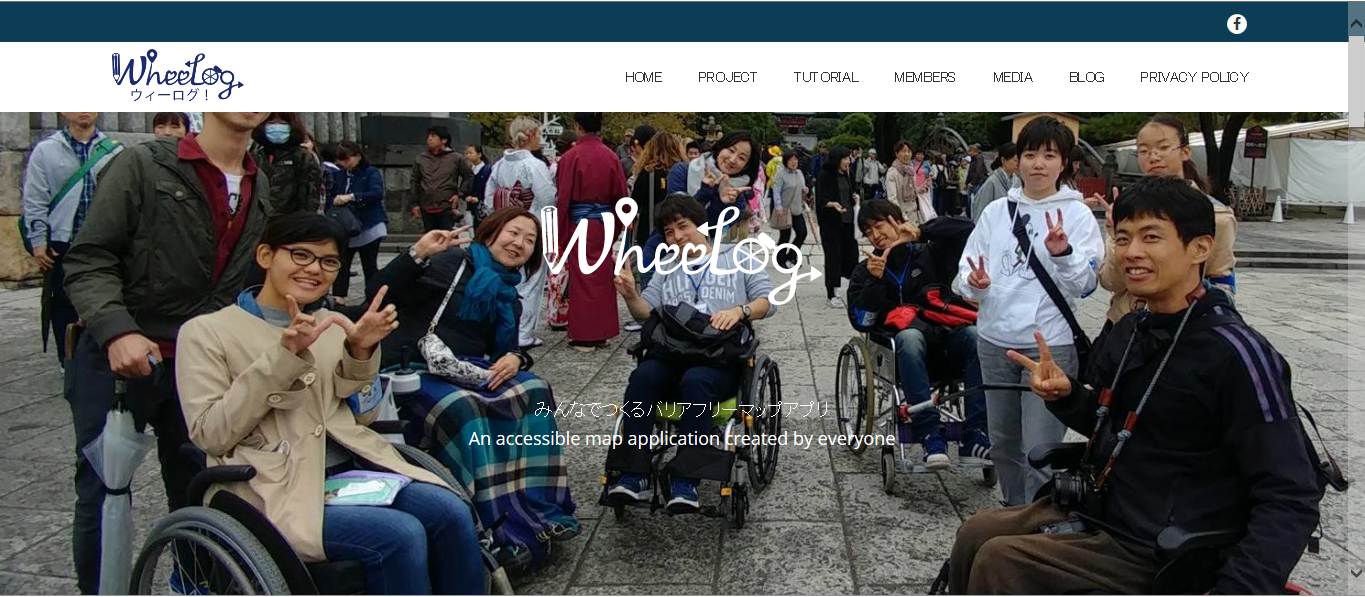 WheeLog
ウィーログ！
HOME PROJECT TUTORIAL MEMBERS MEDIA BLOG PRIVACY POLICY
WheeLog
DENIM
みんなでつくるバリアフリーマップアプリ
An accessible map application created by everyone